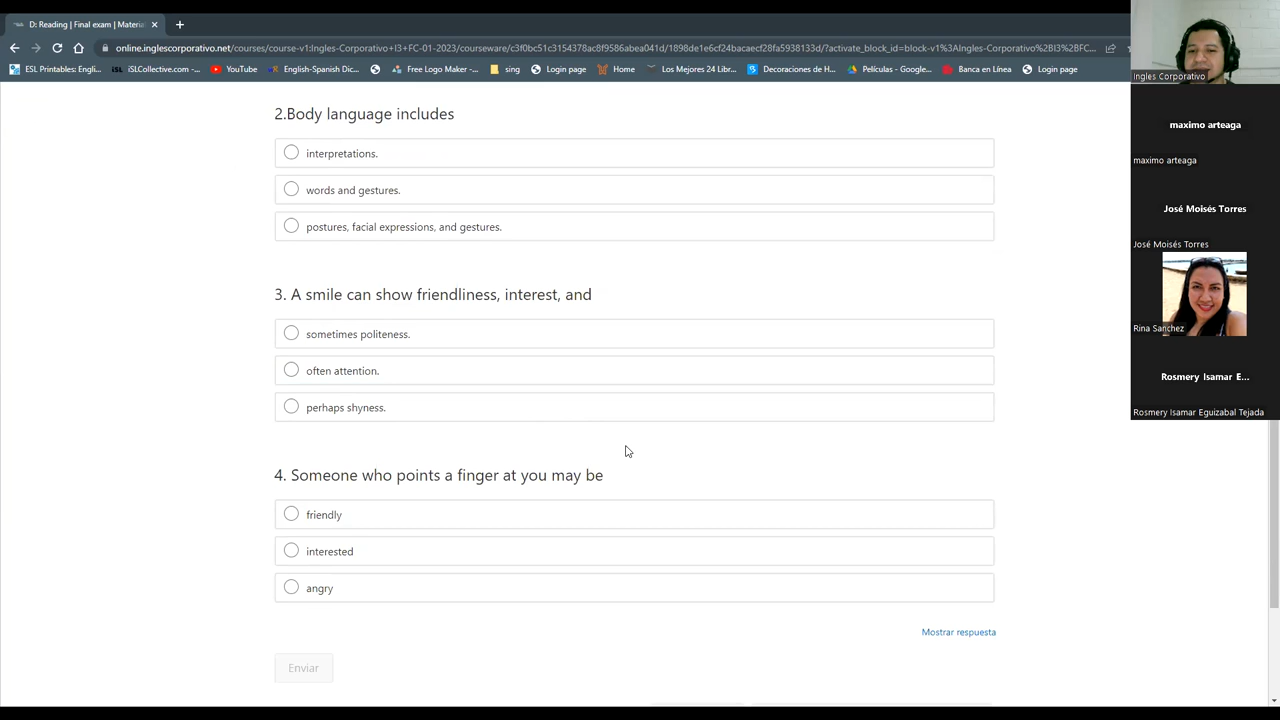 D: Reading | Final exam | Materia
online.inglescorporativo.net/courses/course-v1:Ingles-Corporativo+I3+FC-01-2023/courseware/c3f0bc51c3154378ac8f9586abea041d/1898de1e6cf24bacaecf28fa5938133d/?activate_block_id=block-v1%3AIngles-Corporativo%2BI3%2BFC...
ESL Printables: Engli...
iSLCollective.com -...
YouTube
English-Spanish Dic...
Free Logo Maker -...
sing
Login page
Home
Los Mejores 24 Libr...
Decoraciones de H...
Películas - Google...
Banca en Línea
Login page
2.Body language includes
interpretations.
words and gestures.
postures, facial expressions, and gestures.
3. A smile can show friendliness, interest, and
sometimes politeness.
often attention.
perhaps shyness.
4. Someone who points a finger at you may be
friendly
interested
angry
Mostrar respuesta
Enviar
Ingles Corporativo
maximo arteaga
maximo arteaga
José Moisés Torres
José Moisés Torres
Rina Sanchez
Rosmery Isamar E...
Rosmery Isamar Eguizabal Tejada